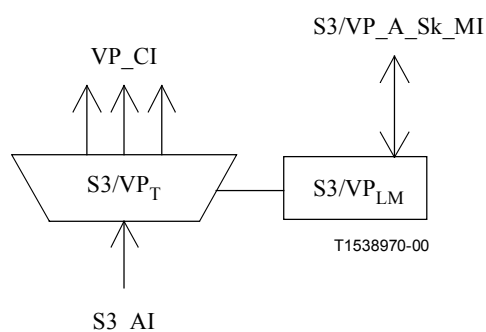 S3/VP_A_Sk_MI
VP_CI
S3/VP_T
S3/VP_LM
T1538970-00
S3_AI